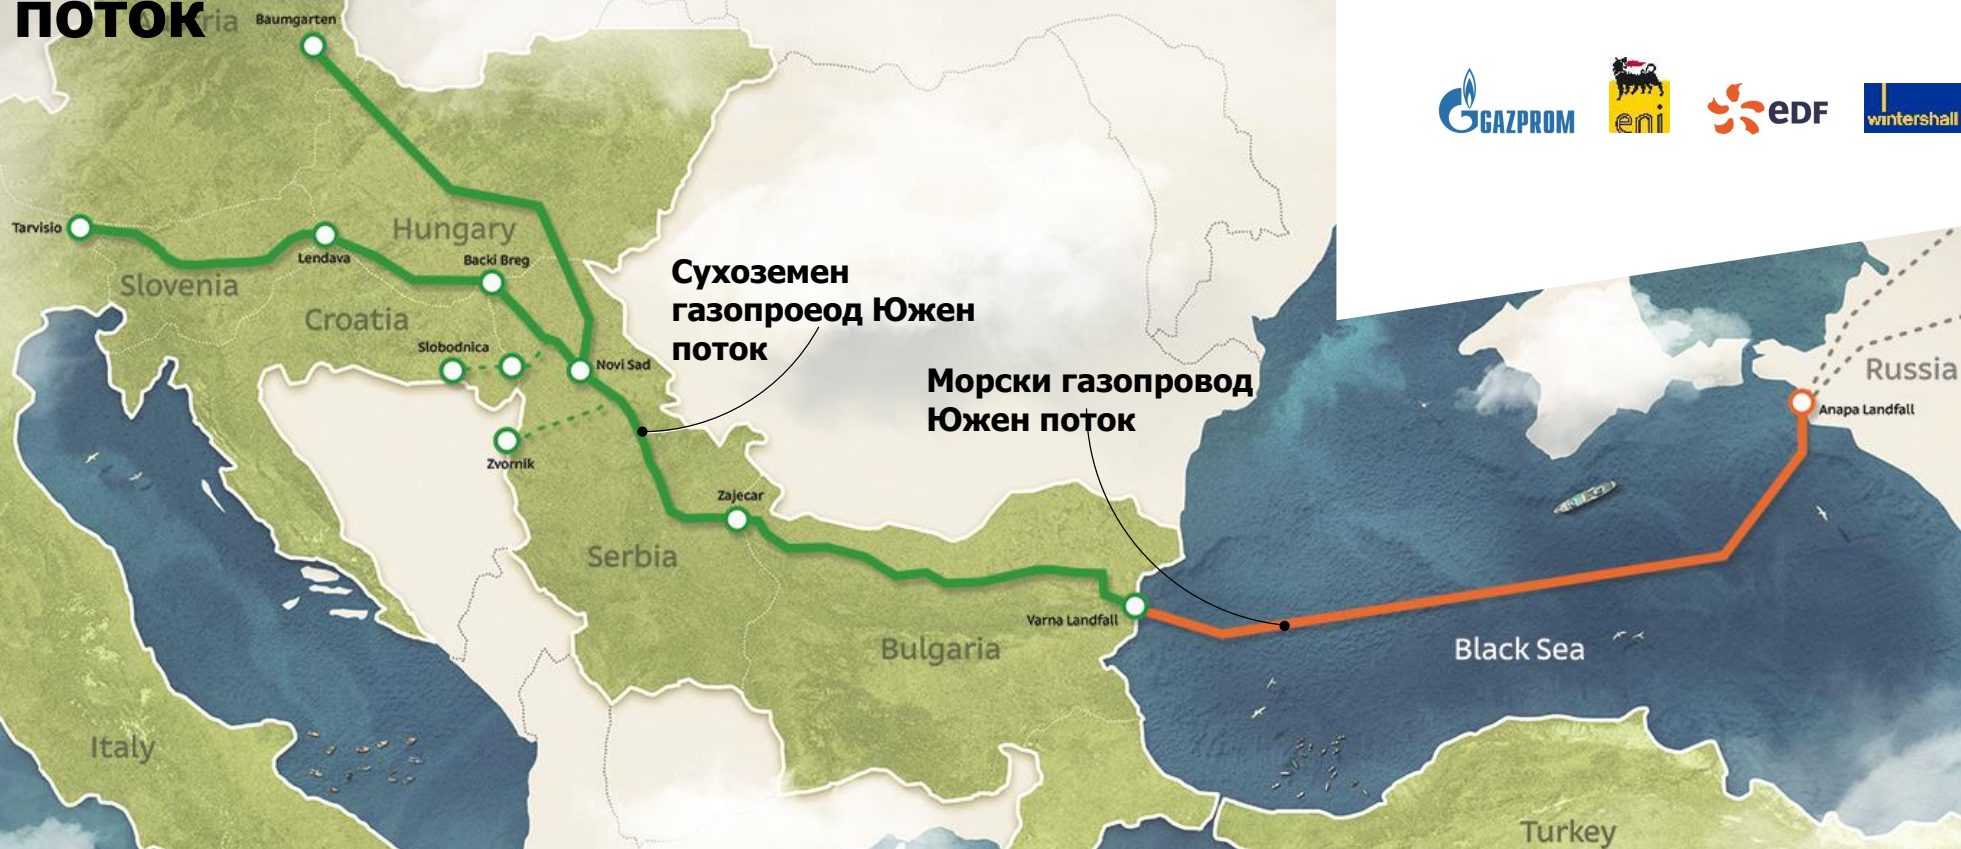 поток
Austria
Baumgarten
GAZPROM
eni
eDF
wintershall
Tarvisio
Hungary
Lendava
Backi Breg
Slovenia
Сухоземен
газопроеод Южен
поток
Croatia
Slobodnica
Novi Sad
Морски газопровод
Южен поток
Russia
Anapa Landfall
Zvornik
Zajecar
Serbia
Varna Landfall
Bulgaria
Black Sea
Italy
Turkey